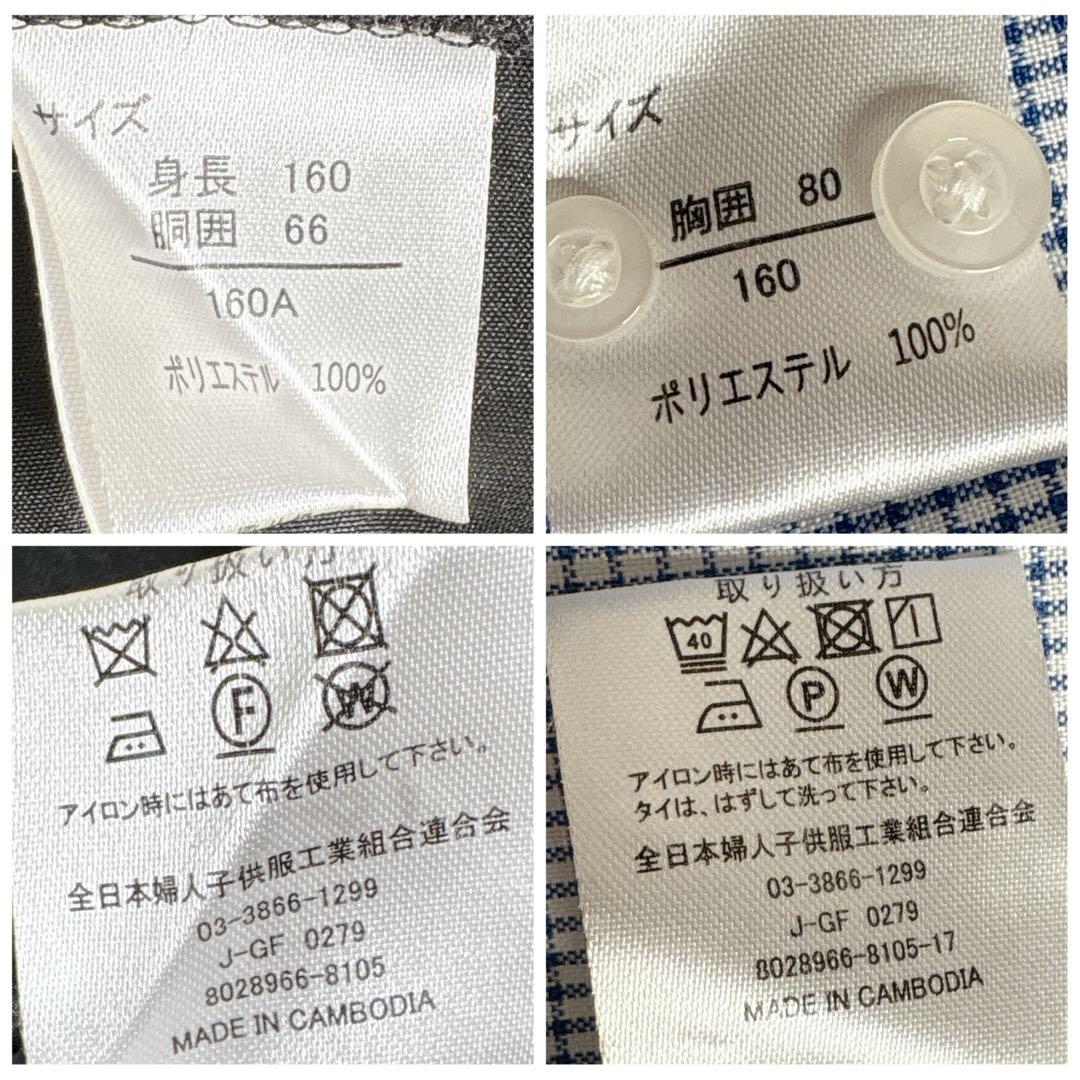 サイズ
身長 160
胴囲 66
160A
ポリエステル 100%
サイズ
胸囲 80
160
ポリエステル 100%
取り扱い方
F W
アイロン時にはあて布を使用して下さい。
全日本婦人子供服工業組合連合会
03-3866-1299
J-GF 0279
8028966-8105
MADE IN CAMBODIA
取り扱い方
40
P W
アイロン時にはあて布を使用して下さい。
タイは、はずして洗って下さい。
全日本婦人子供服工業組合連合会
03-3866-1299
J-GF 0279
8028966-8105-17
MADE IN CAMBODIA